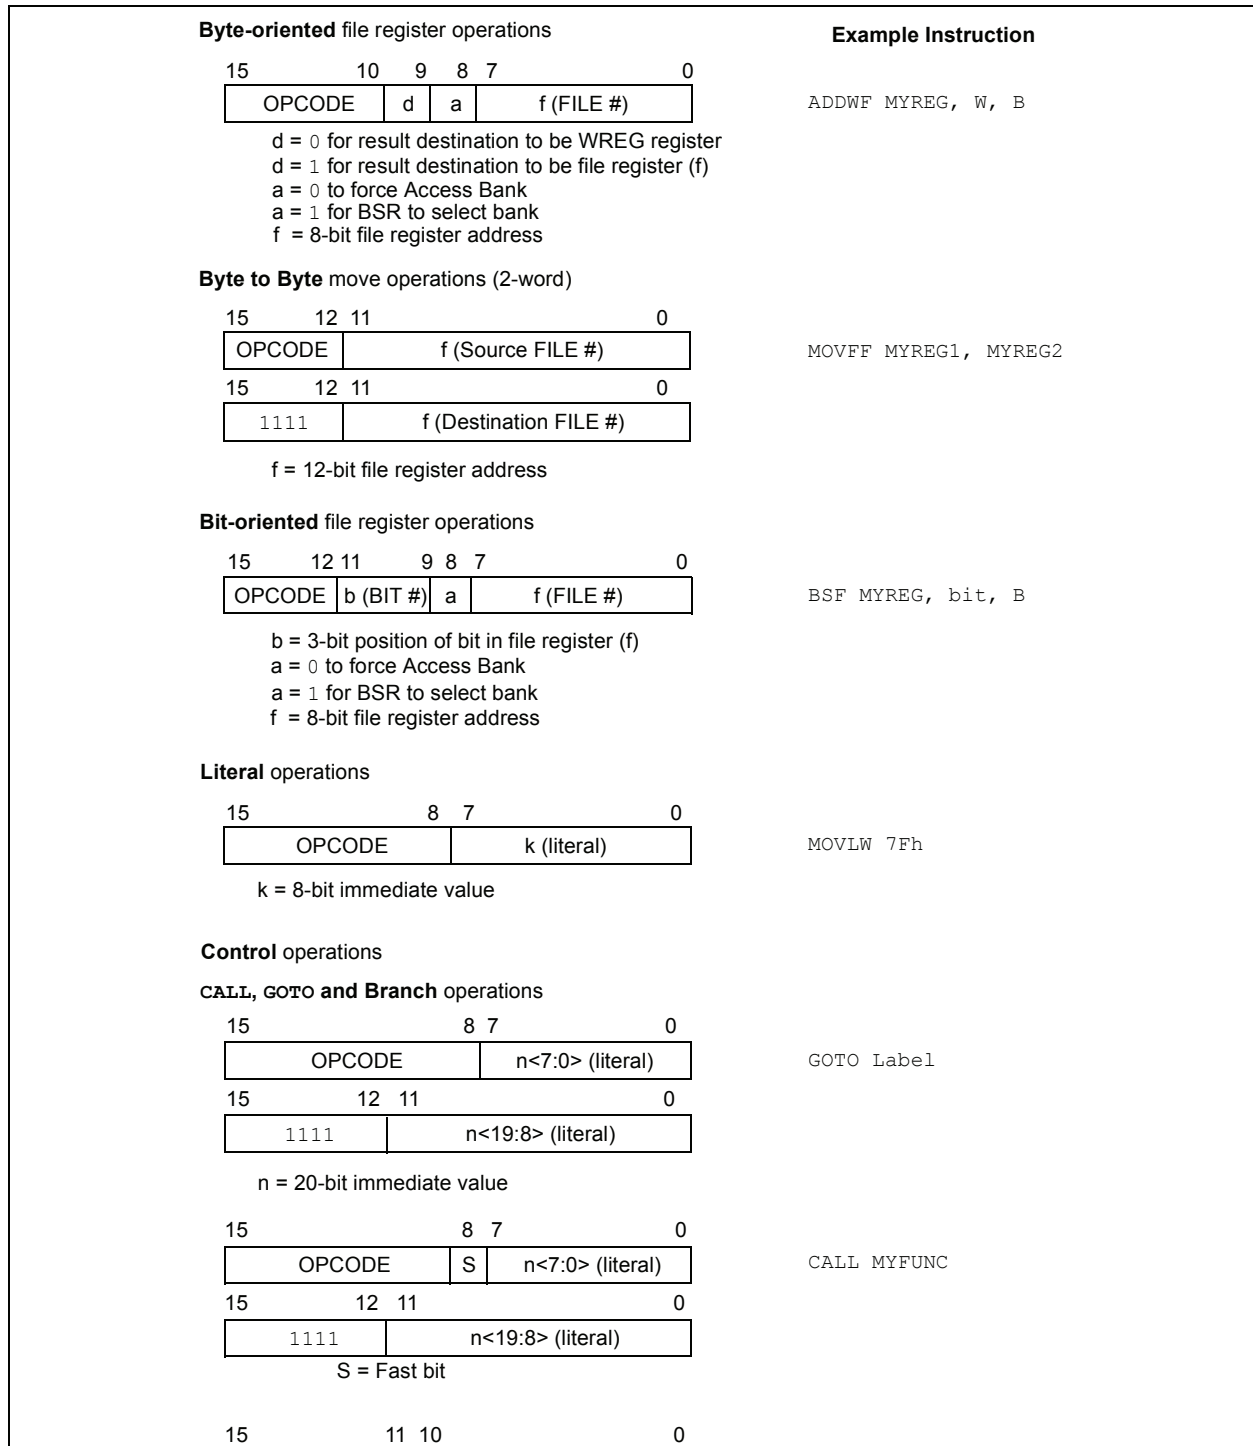 Byte-oriented file register operations
Example Instruction
15 10 9 8 7 0
OPCODE d a f (FILE #)
ADDWF MYREG, W, B
d = 0 for result destination to be WREG register
d = 1 for result destination to be file register (f)
a = 0 to force Access Bank
a = 1 for BSR to select bank
f = 8-bit file register address
Byte to Byte move operations (2-word)
15 12 11 0
OPCODE f (Source FILE #)
MOVFF MYREG1, MYREG2
15 12 11 0
1111 f (Destination FILE #)
f = 12-bit file register address
Bit-oriented file register operations
15 12 11 9 8 7 0
OPCODE b (BIT #) a f (FILE #)
BSF MYREG, bit, B
b = 3-bit position of bit in file register (f)
a = 0 to force Access Bank
a = 1 for BSR to select bank
f = 8-bit file register address
Literal operations
15 8 7 0
OPCODE k (literal)
MOVLW 7Fh
k = 8-bit immediate value
Control operations
CALL, GOTO and Branch operations
15 8 7 0
OPCODE n<7:0> (literal)
GOTO Label
15 12 11 0
1111 n<19:8> (literal)
n = 20-bit immediate value
15 8 7 0
OPCODE S n<7:0> (literal)
CALL MYFUNC
15 12 11 0
1111 n<19:8> (literal)
S = Fast bit
15 11 10 0